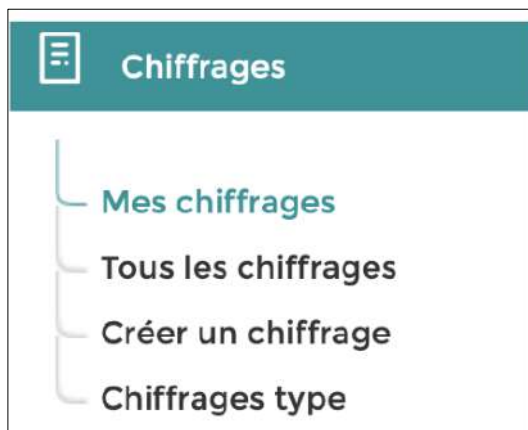 Chiffrages
Mes chiffrages
Tous les chiffrages
Créer un chiffrage
Chiffrages type